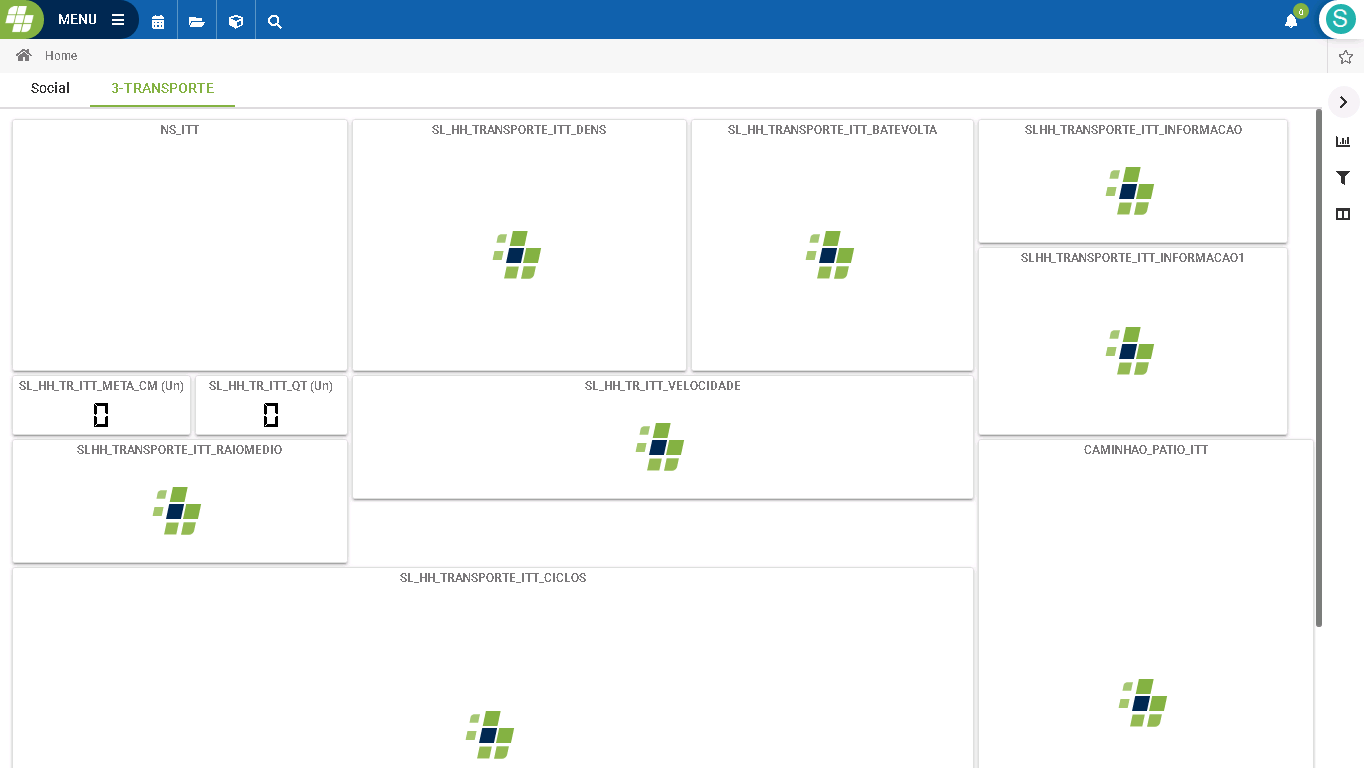 MENU
0
S
Home
Social
3-TRANSPORTE
NS_ITT
SL_HH_TRANSPORTE_ITT_DENS
SL_HH_TRANSPORTE_ITT_BATEVOLTA
SLHH_TRANSPORTE_ITT_INFORMACAO
SLHH_TRANSPORTE_ITT_INFORMACAO1
SL_HH_TR_ITT_META_CM (Un)
0
SL_HH_TR_ITT_QT (Un)
0
SL_HH_TR_ITT_VELOCIDADE
SLHH_TRANSPORTE_ITT_RAIOMEDIO
CAMINHAO_PATIO_ITT
SL_HH_TRANSPORTE_ITT_CICLOS